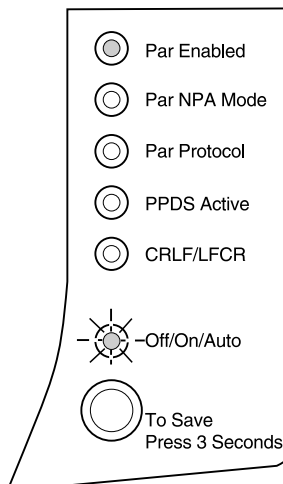 Par Enabled
Par NPA Mode
Par Protocol
PPDS Active
CRLF/LFCR
Off/On/Auto
To Save
Press 3 Seconds